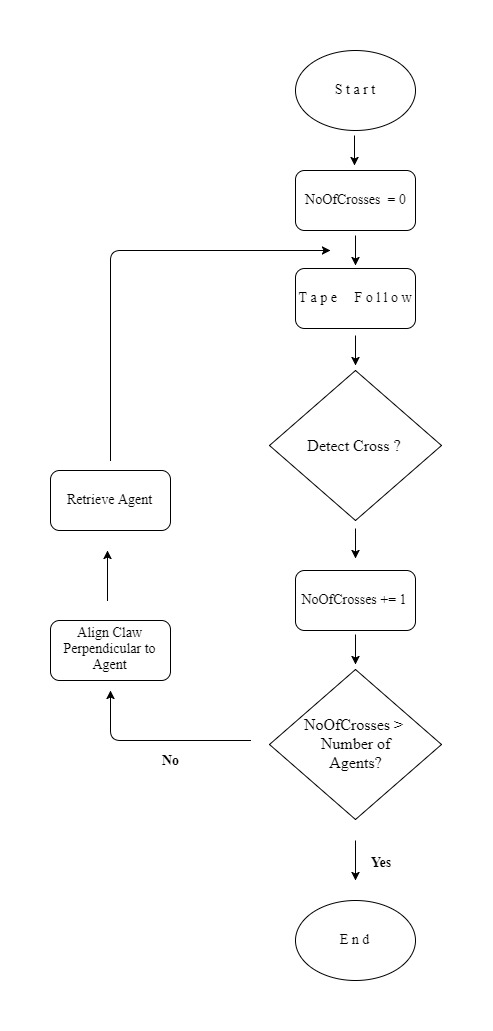 Start
NoOfCrosses = 0
Tape Follow
Detect Cross ?
NoOfCrosses += 1
NoOfCrosses >
Number of
Agents?
Yes
End
No
Align Claw
Perpendicular to
Agent
Retrieve Agent